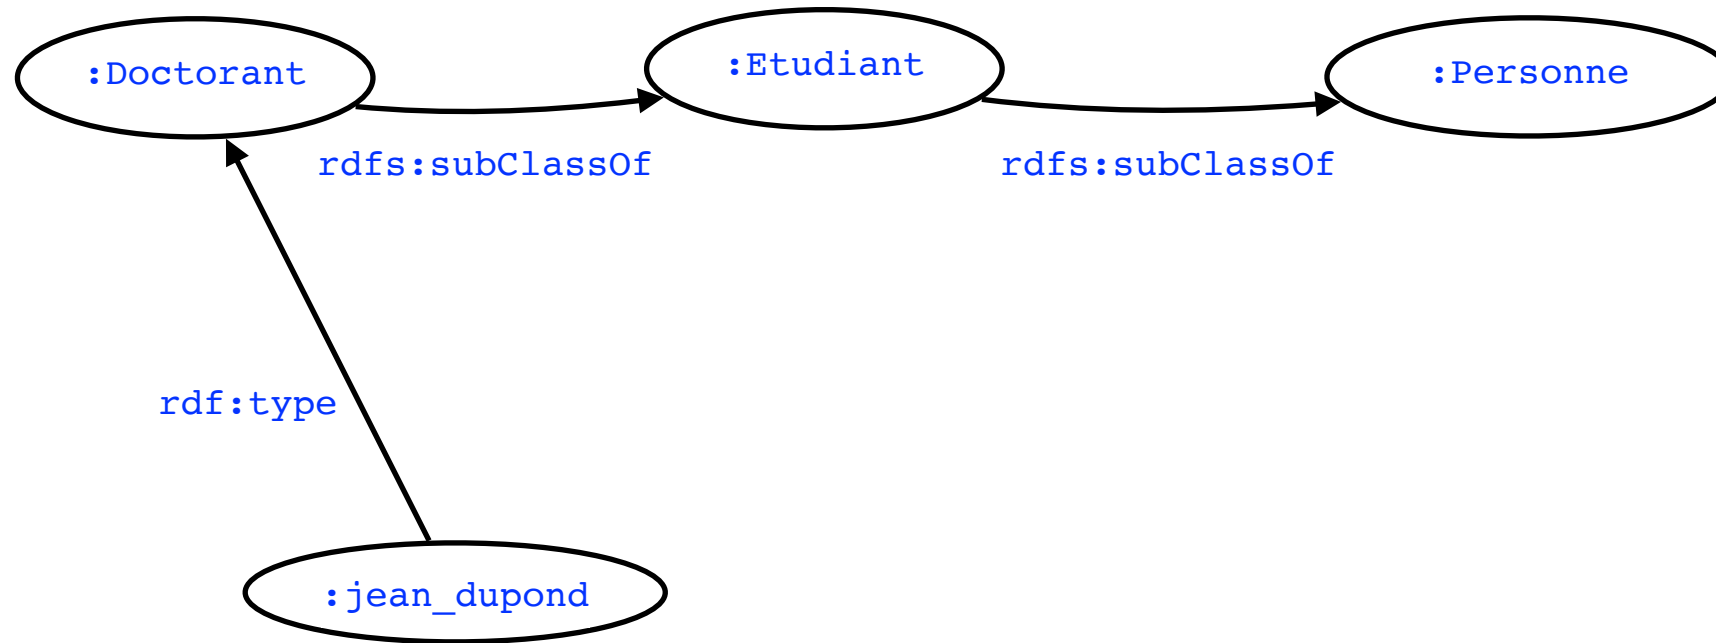 :Doctorant
:Etudiant
:Personne
rdfs:subClassOf
rdfs:subClassOf
rdf:type
:jean_dupond